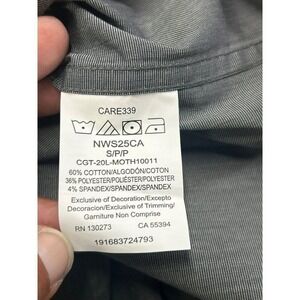 CARE339
NWS25CA
S/P/P
CGT-20L-MOTH10011
60% COTTON/ALGODÓN/COTON
36% POLYESTER/POLIÉSTER/POLYESTER
4% SPANDEX/SPANDEX/SPANDEX
Exclusive of Decoration/Excepto
Decoracion/Exclusive of Trimming/
Garniture Non Comprise
RN 130273 CA 55394
191683724793